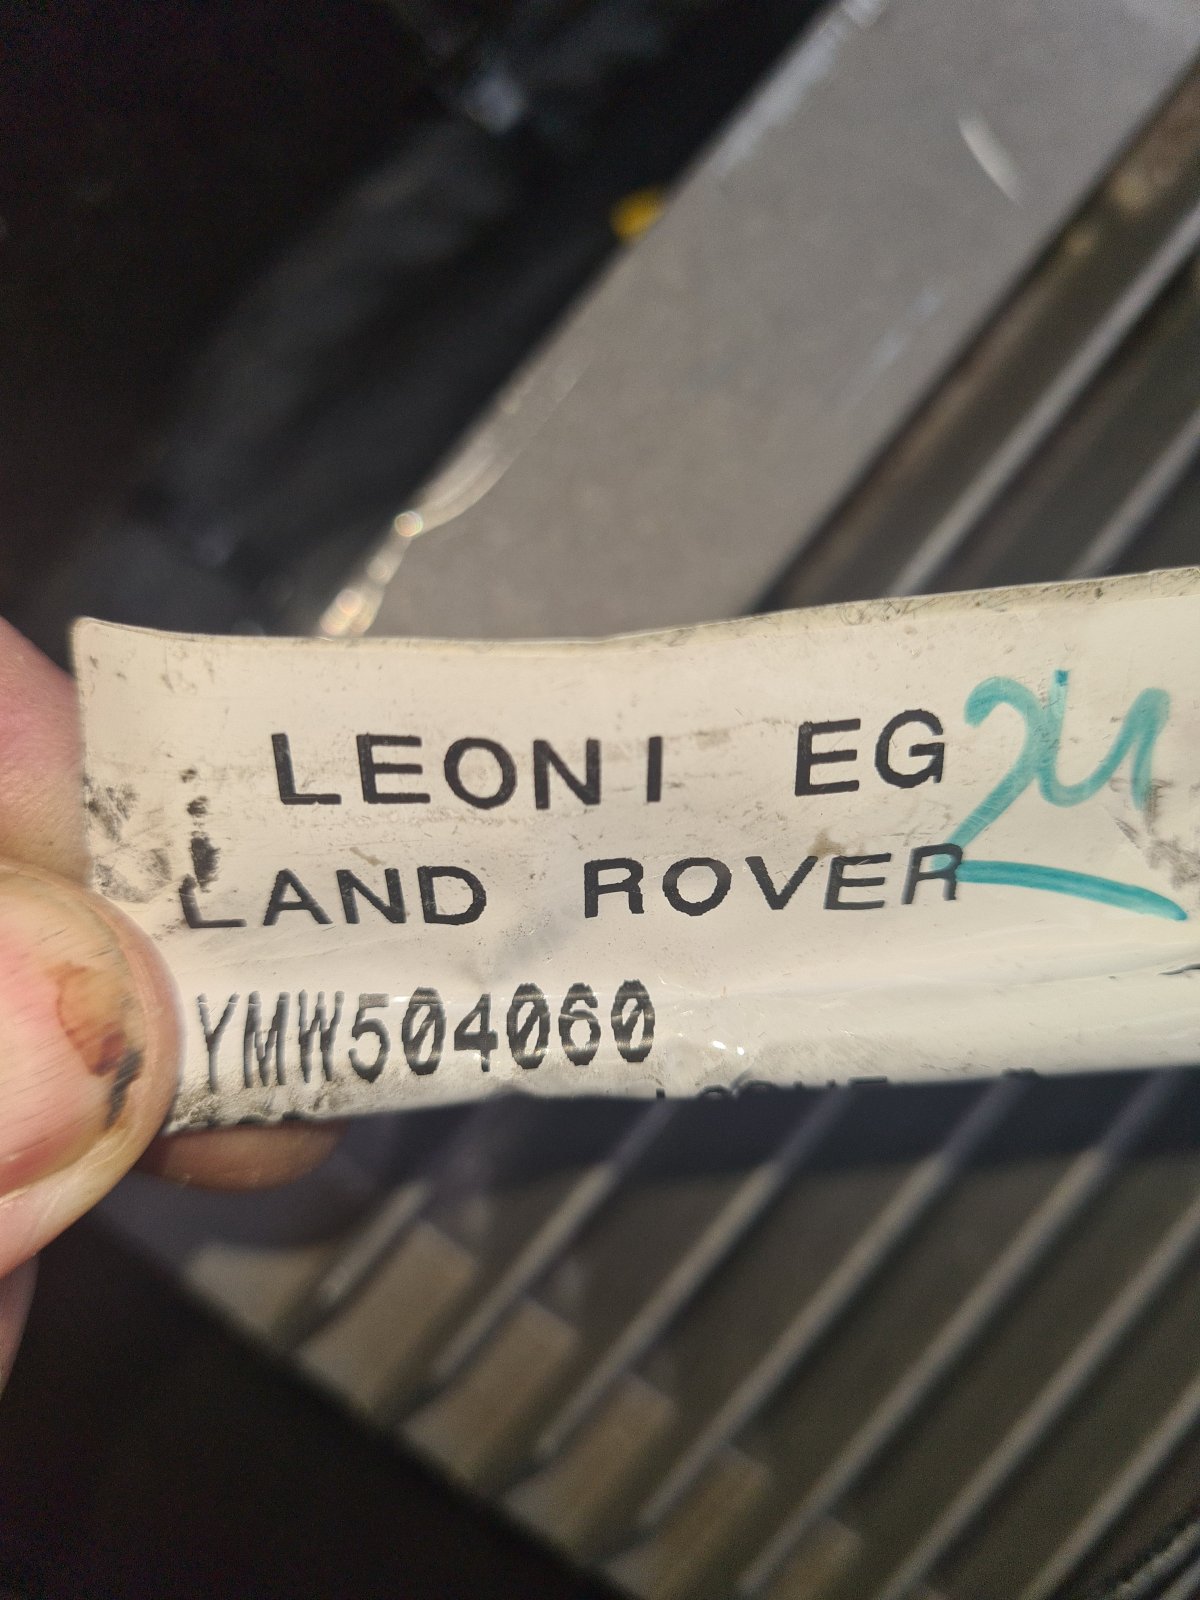 LEONI EG
LAND ROVER
YMW504060